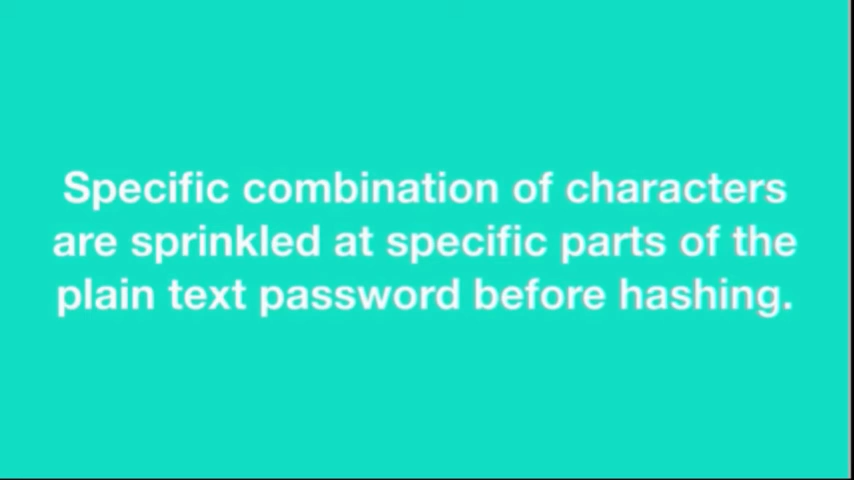 Specific combination of characters
are sprinkled at specific parts of the
plain text password before hashing.